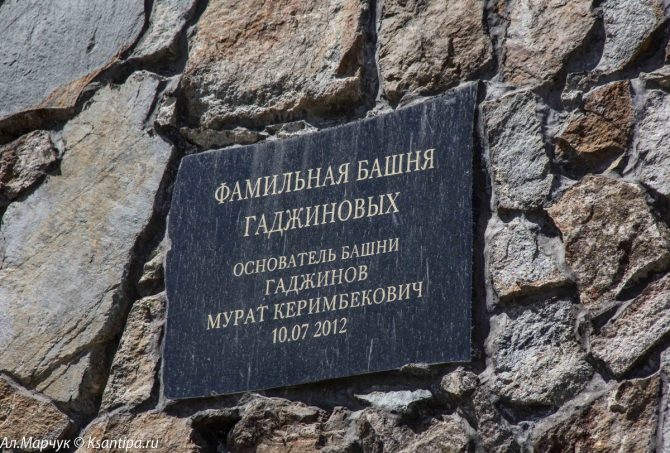 ФАМИЛЬНАЯ БАШНЯ
ГАДЖИНОВЫХ
ОСНОВАТЕЛЬ БАШНИ
ГАДЖИНОВ
МУРАТ КЕРИМБЕКОВИЧ
10.07 2012
Ал.Марчук © Ksantipa.ru